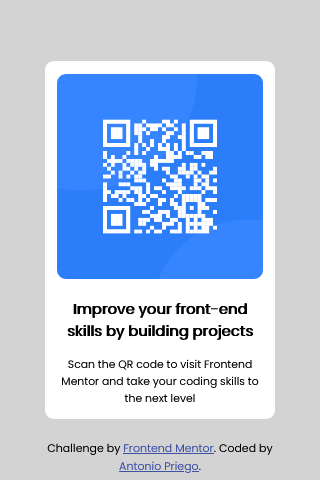 Improve your front-end
skills by building projects
Scan the QR code to visit Frontend
Mentor and take your coding skills to
the next level
Challenge by Frontend Mentor. Coded by
Antonio Priego.